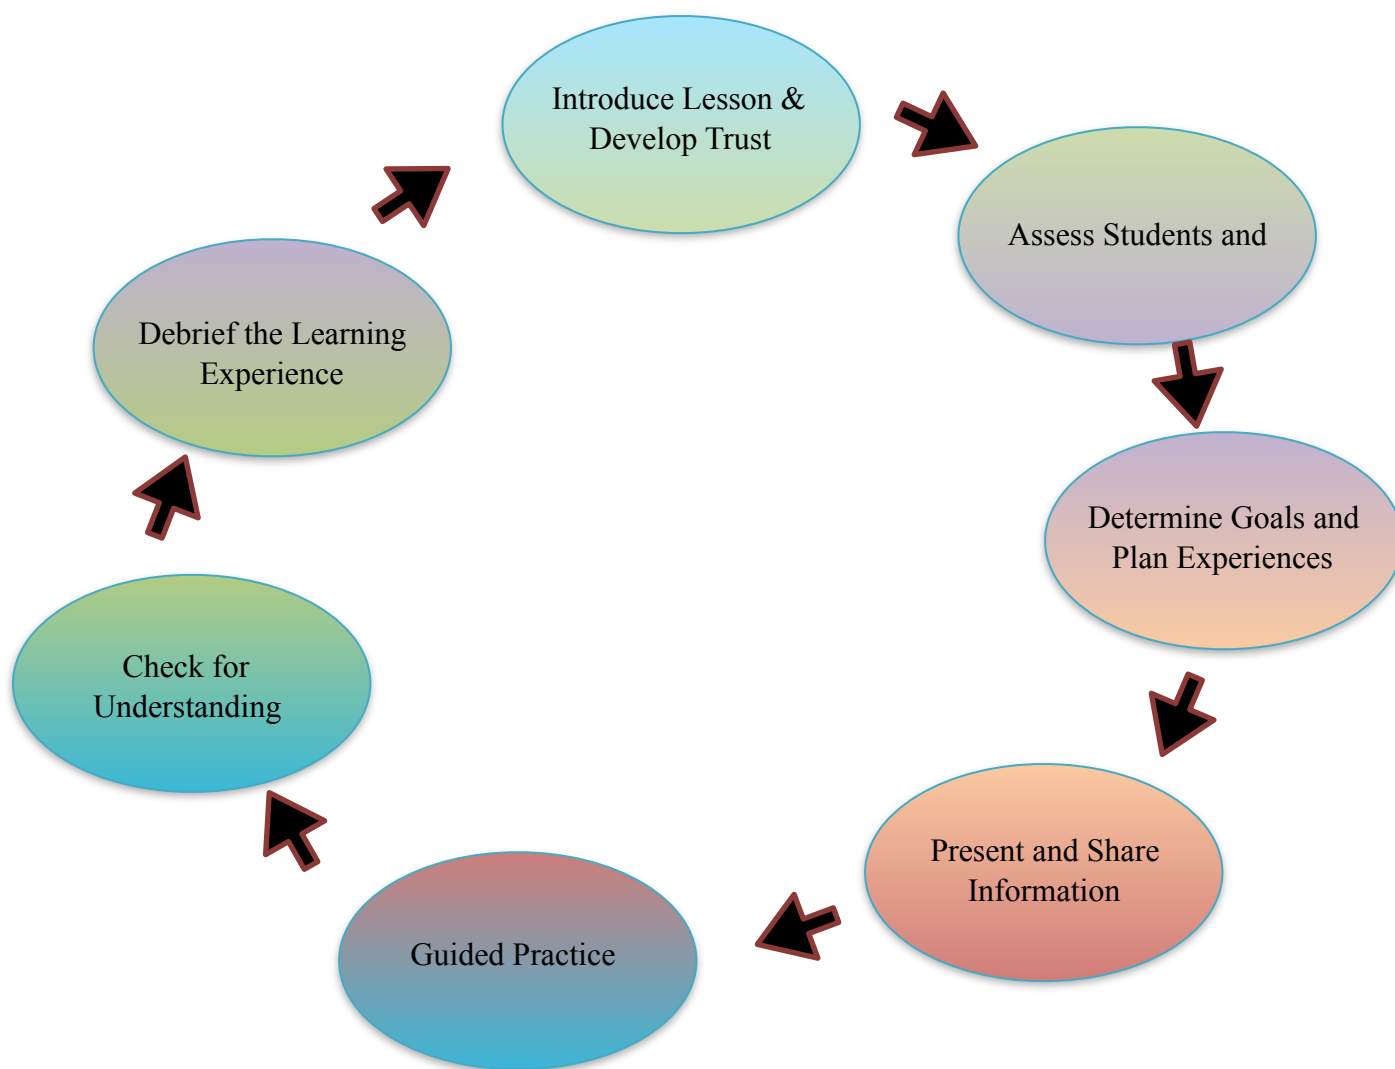 Introduce Lesson &
Develop Trust
Assess Students and
Determine Goals and
Plan Experiences
Present and Share
Information
Guided Practice
Check for
Understanding
Debrief the Learning
Experience